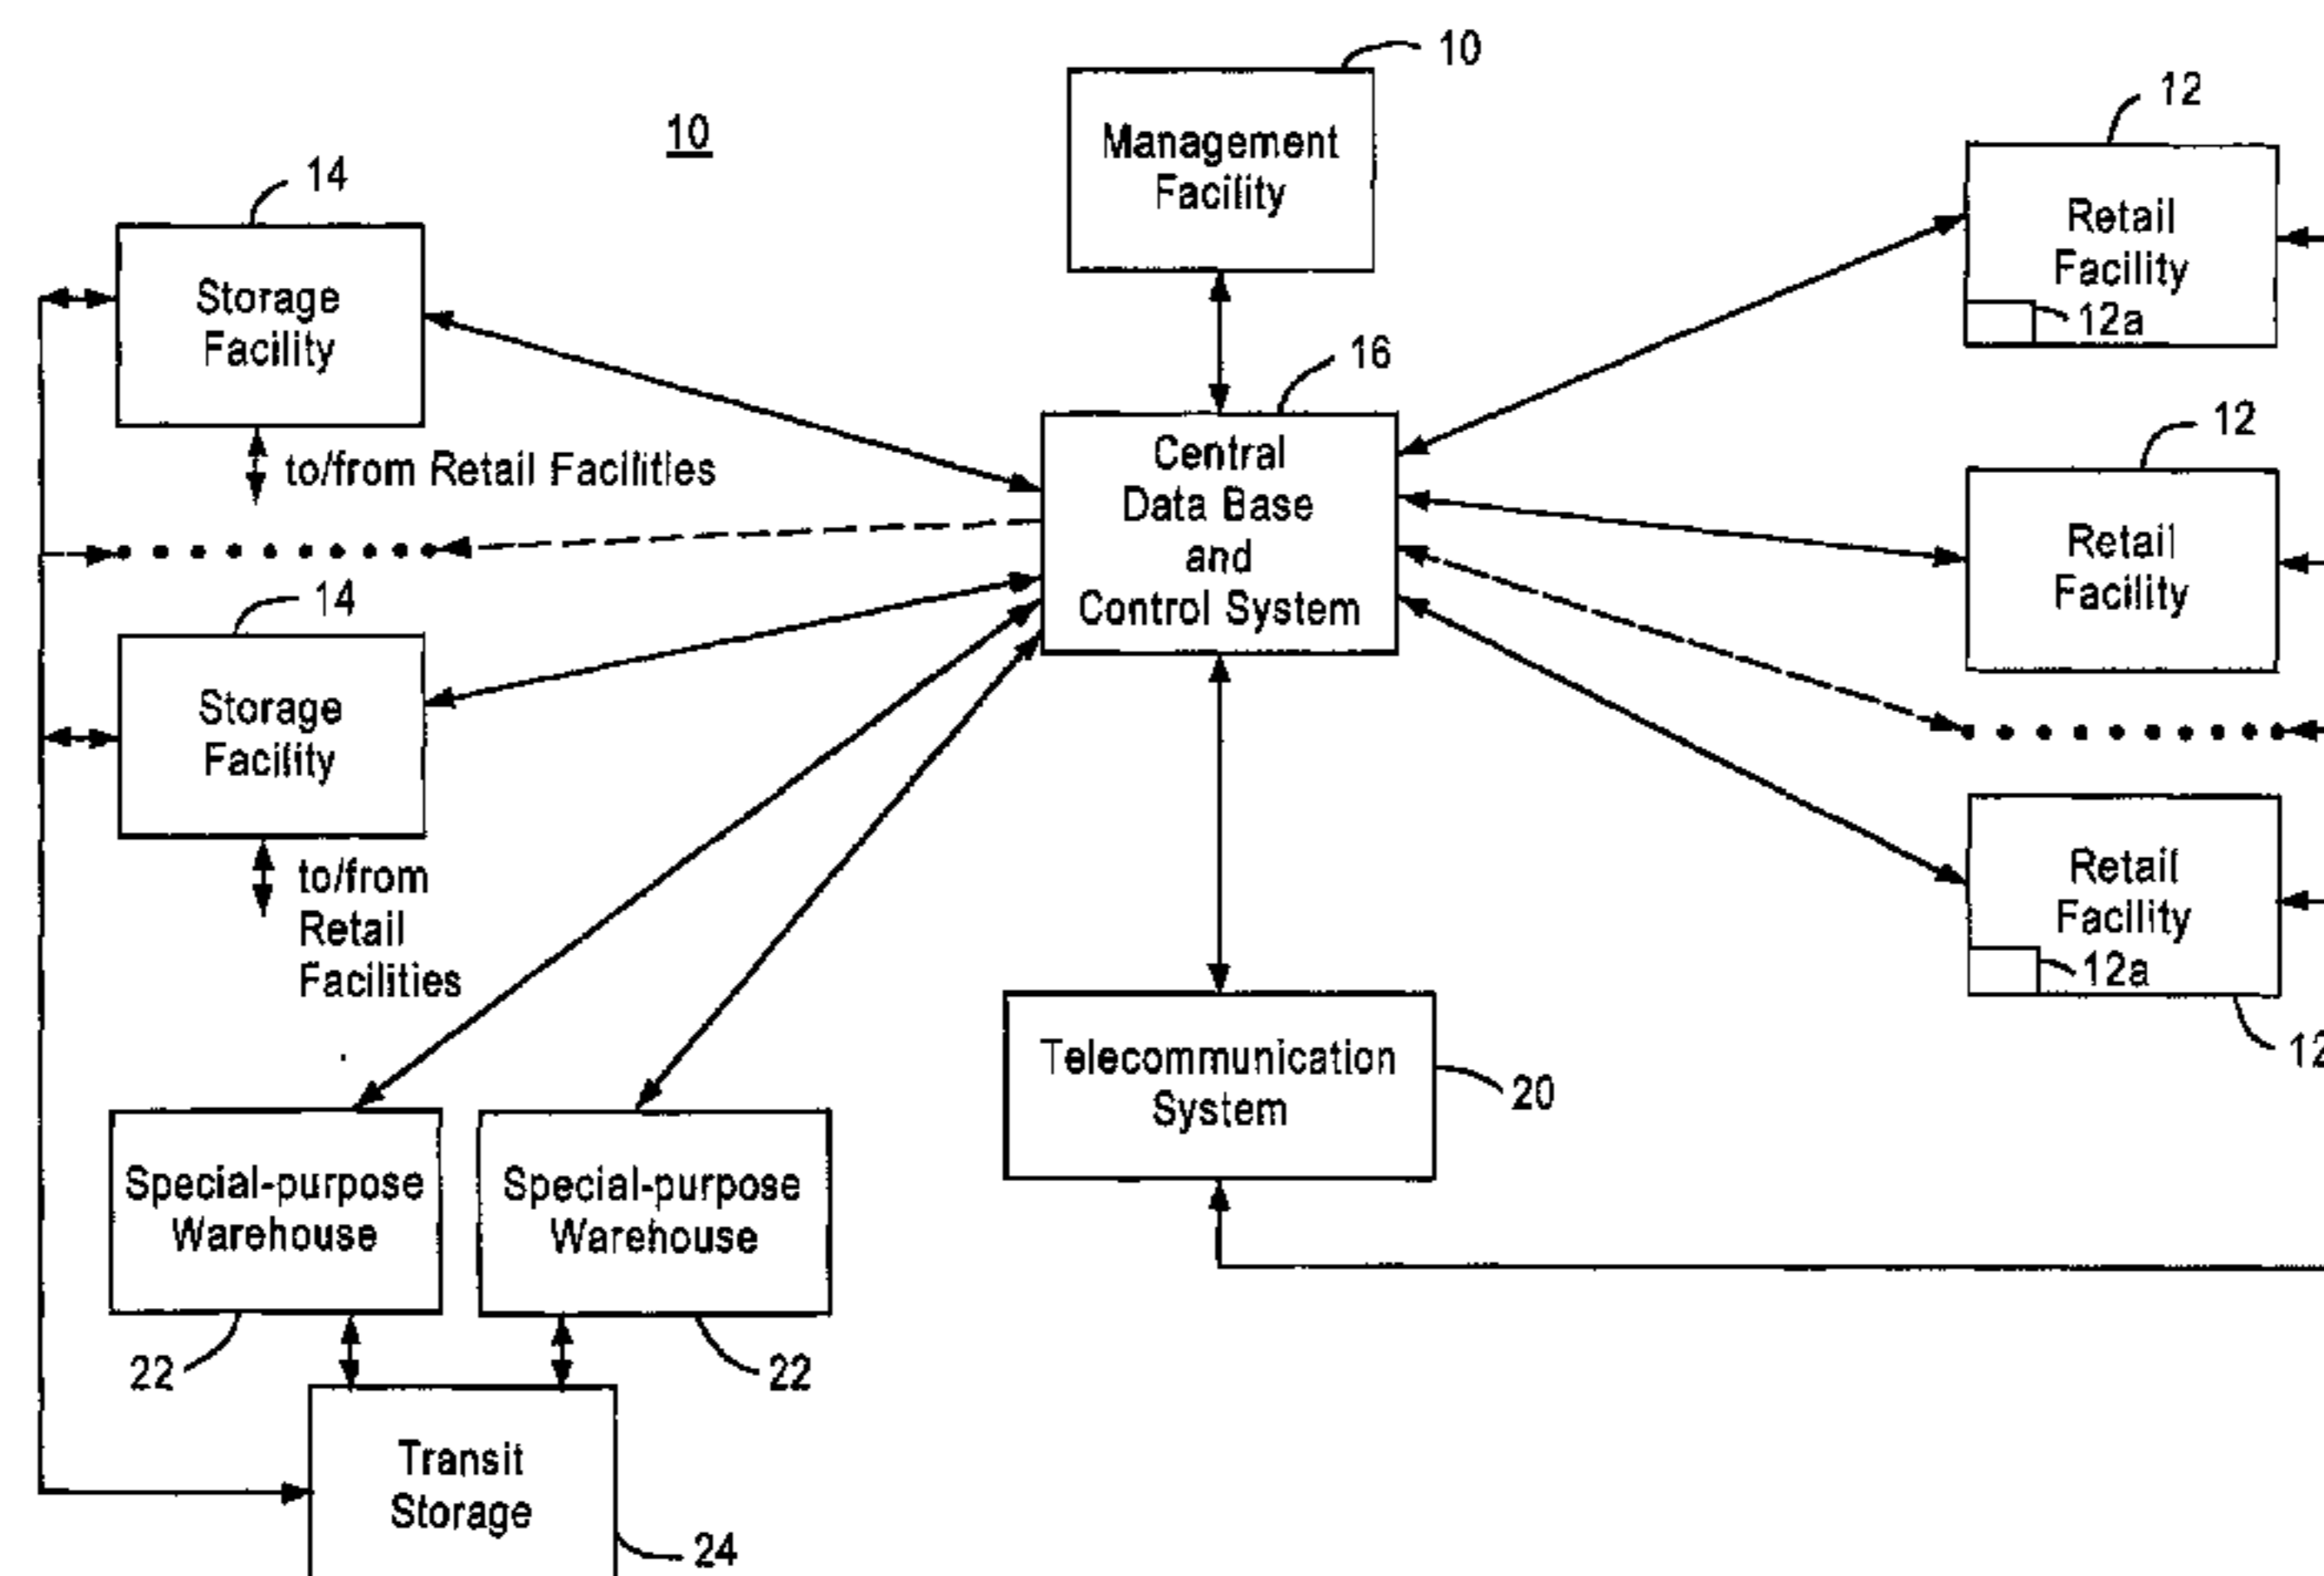 10
10
Management
Facility
12
Retail
Facility
12a
14
Storage
Facility
to/from Retail Facilities
16
Central
Data Base
and
Control System
12
Retail
Facility
14
Storage
Facility
to/from
Retail
Facilities
Retail
Facility
12a
12
Telecommunication
System
20
Special-purpose
Warehouse
22
Special-purpose
Warehouse
22
Transit
Storage
24